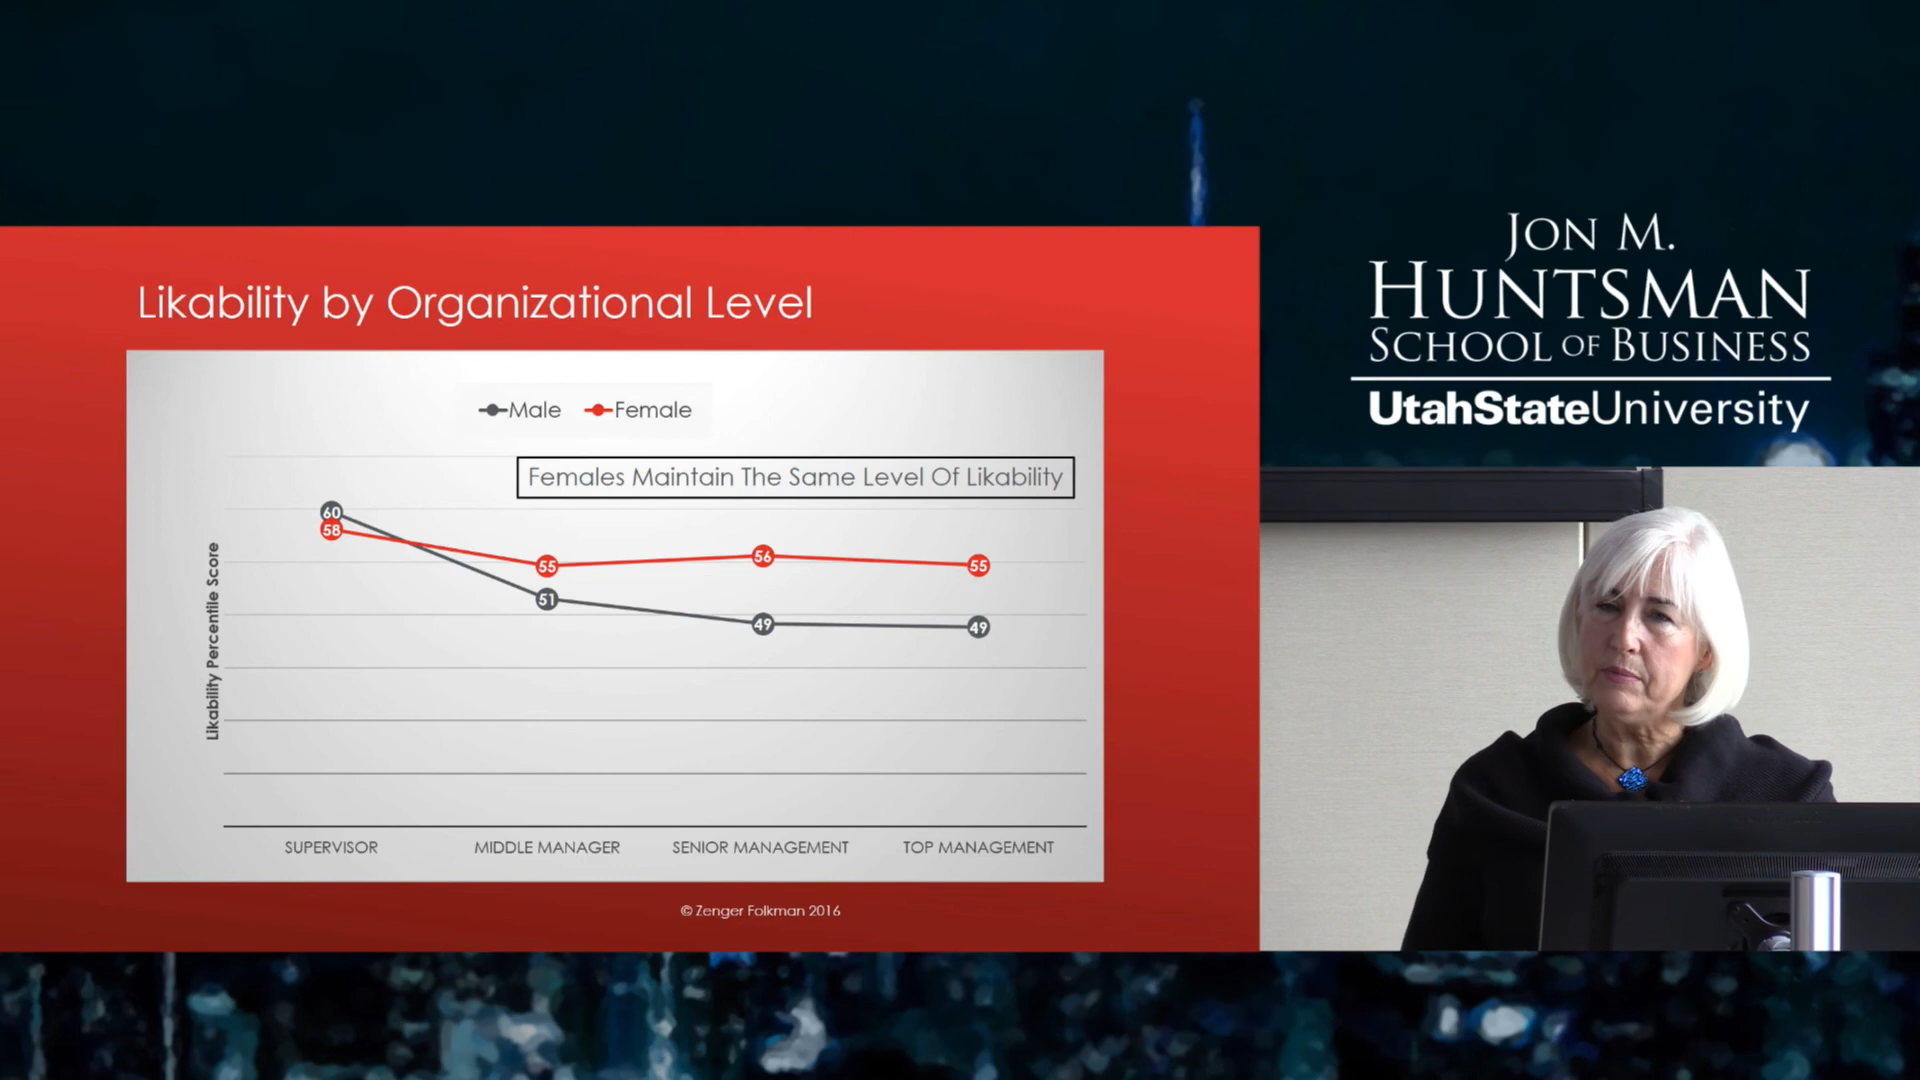 Likability by Organizational Level
Male Female
Females Maintain The Same Level Of Likability
Likability Percentile Score
60
58
55
56
55
51
49
49
SUPERVISOR MIDDLE MANAGER SENIOR MANAGEMENT TOP MANAGEMENT
© Zenger Folkman 2016
JON M.
HUNTSMAN
SCHOOL OF BUSINESS
UtahStateUniversity